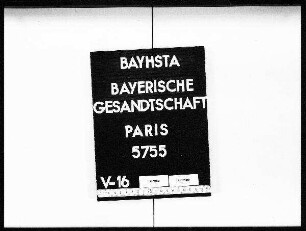 BAYHSTA
BAYERISCHE
GESANDTSCHAFT
PARIS
5755
V-16